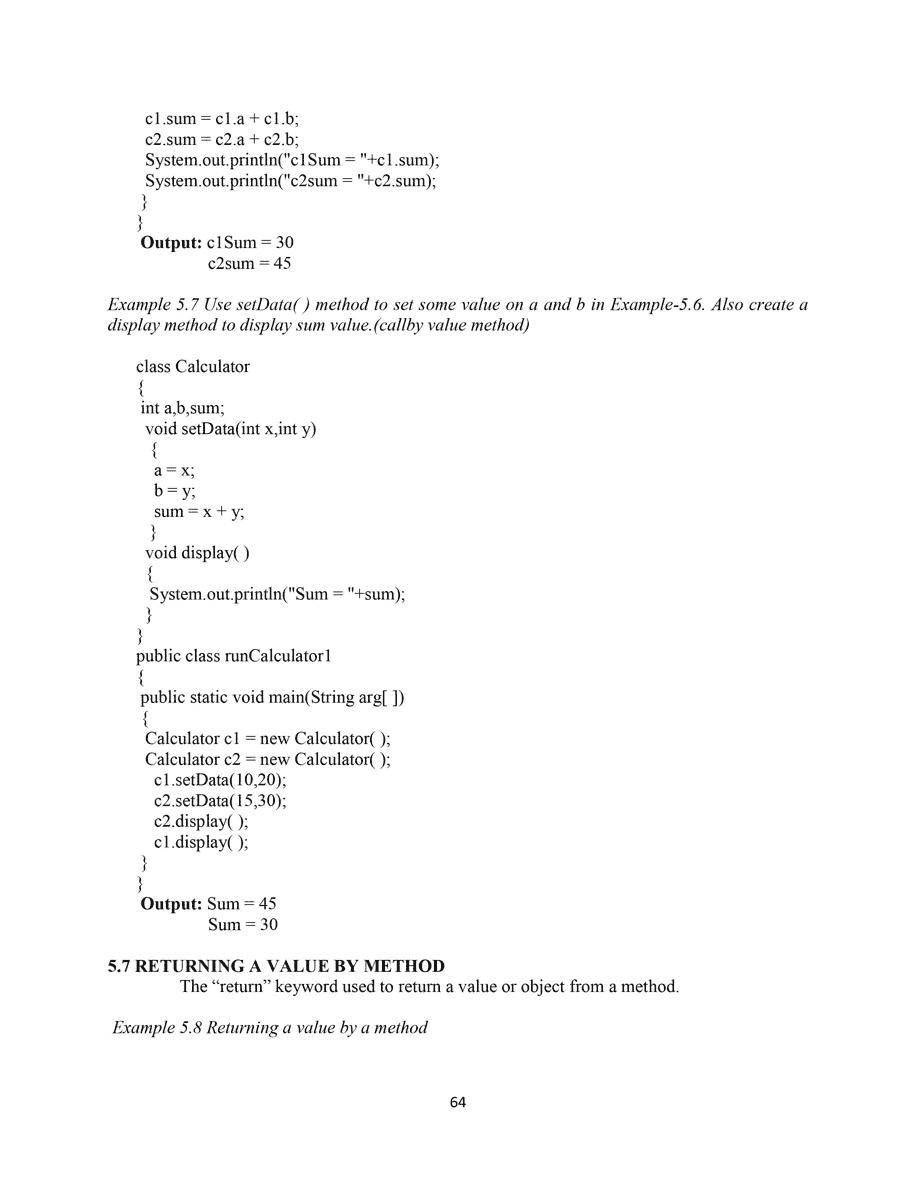 c1.sum = c1.a + c1.b;
c2.sum = c2.a + c2.b;
System.out.println("c1Sum = "+c1.sum);
System.out.println("c2sum = "+c2.sum);
}
}
Output: c1Sum = 30
c2sum = 45
Example 5.7 Use setData( ) method to set some value on a and b in Example-5.6. Also create a
display method to display sum value.(callby value method)
class Calculator
{
int a,b,sum;
void setData(int x,int y)
{
a = x;
b = y;
sum = x + y;
}
void display( )
{
System.out.println("Sum = "+sum);
}
}
public class runCalculator1
{
public static void main(String arg[ ])
{
Calculator c1 = new Calculator( );
Calculator c2 = new Calculator( );
c1.setData(10,20);
c2.setData(15,30);
c2.display( );
c1.display( );
}
}
Output: Sum = 45
Sum = 30
5.7 RETURNING A VALUE BY METHOD
The “return” keyword used to return a value or object from a method.
Example 5.8 Returning a value by a method
64